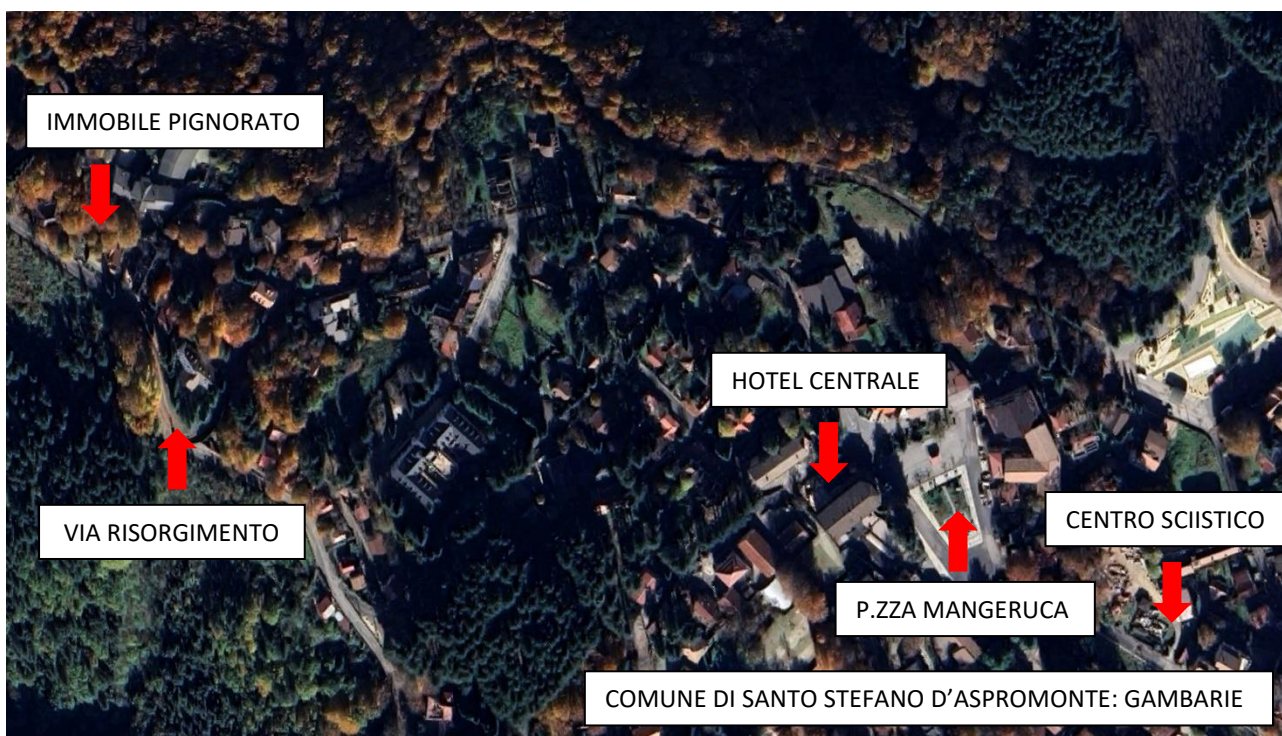 IMMOBILE PIGNORATO
HOTEL CENTRALE
VIA RISORGIMENTO
CENTRO SCIISTICO
P.ZZA MANGERUCA
COMUNE DI SANTO STEFANO D'ASPROMONTE: GAMBARIE